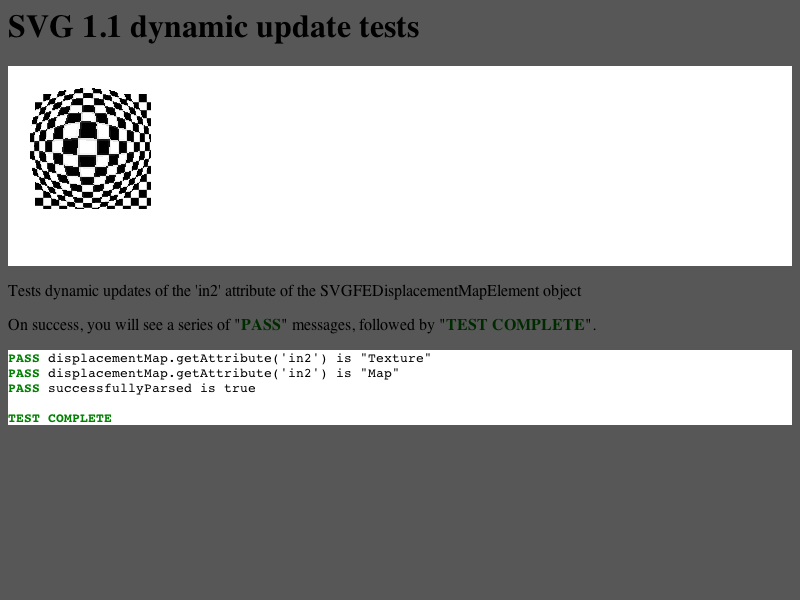 SVG 1.1 dynamic update tests
Tests dynamic updates of the 'in2' attribute of the SVGFEDisplacementMapElement object
On success, you will see a series of "PASS" messages, followed by "TEST COMPLETE".
PASS displacementMap.getAttribute('in2') is "Texture"
PASS displacementMap.getAttribute('in2') is "Map"
PASS successfullyParsed is true
TEST COMPLETE